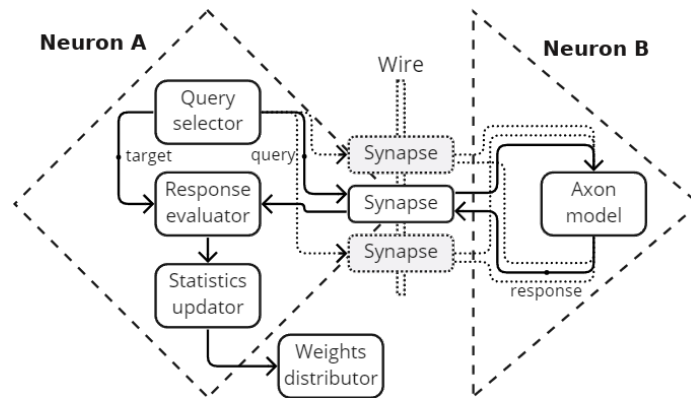 Neuron A
Neuron B
Wire
Query
selector
Synapse
target
query
Response
evaluator
Synapse
Axon
model
Synapse
Statistics
updator
response
Weights
distributor